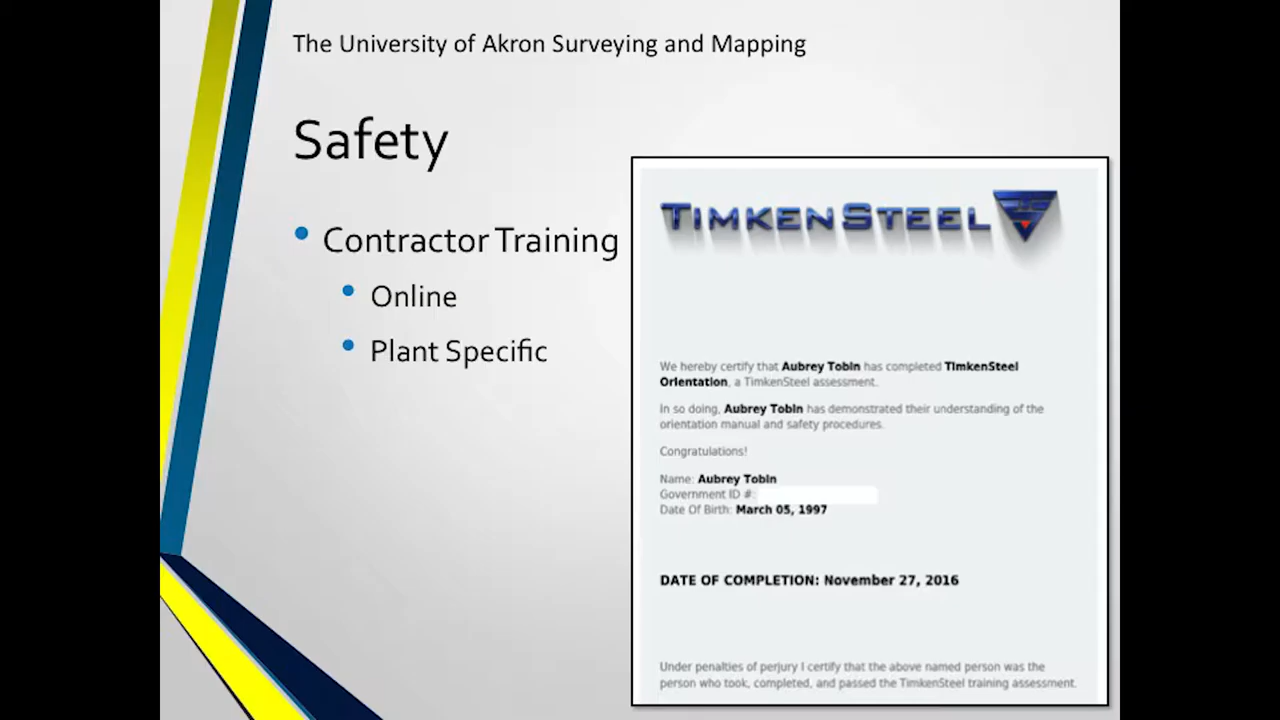 The University of Akron Surveying and Mapping
Safety
Contractor Training
Online
Plant Specific
TIMKENSTEEL
We hereby certify that Aubrey Tobin has completed TimkenSteel
Orientation, a TimkenSteel assessment.
In so doing, Aubrey Tobin has demonstrated their understanding of the
orientation manual and safety procedures.
Congratulations!
Name: Aubrey Tobin
Government ID #:
Date Of Birth: March 05, 1997
DATE OF COMPLETION: November 27, 2016
Under penalties of perjury I certify that the above named person was the
person who took, completed, and passed the TimkenSteel training assessment.